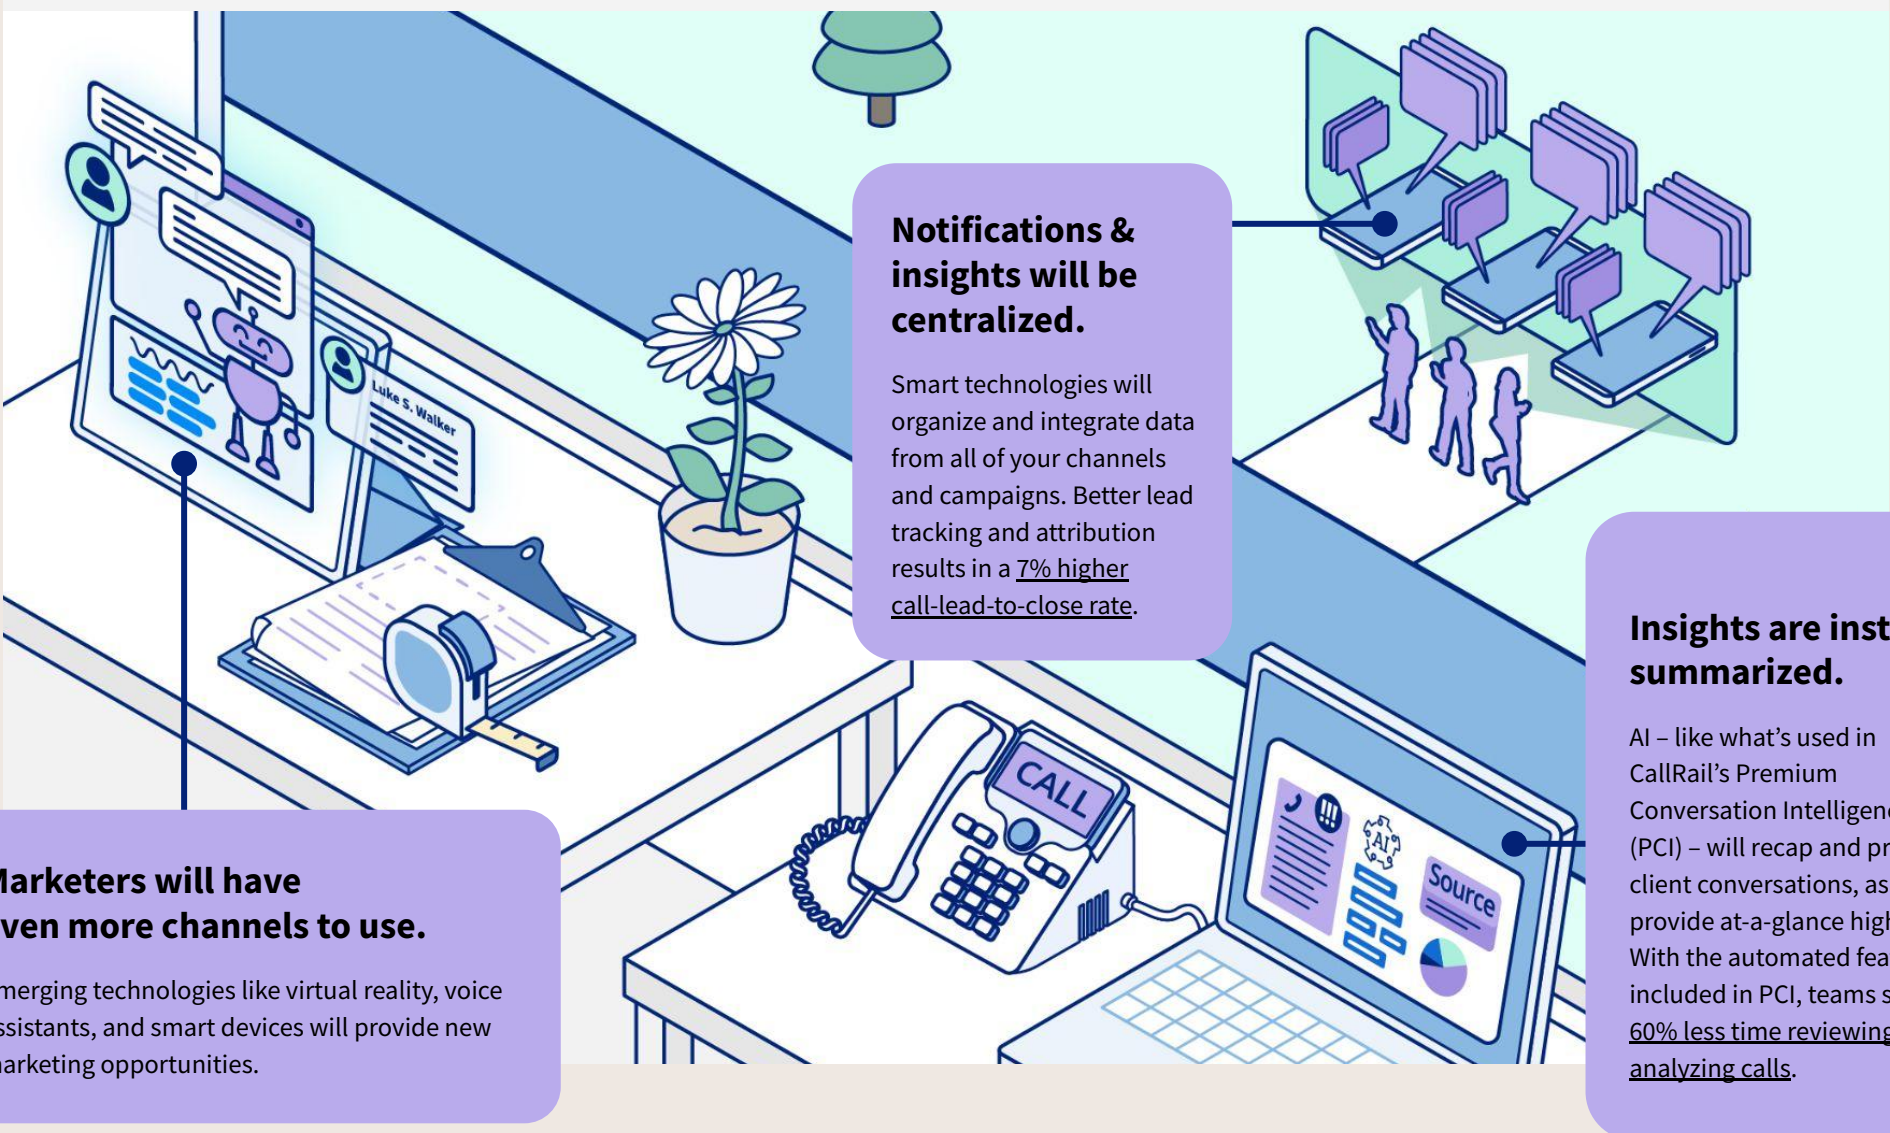 Luke S. Walker
Notifications &
insights will be
centralized.
Smart technologies will
organize and integrate data
from all of your channels
and campaigns. Better lead
tracking and attribution
results in a 7% higher
call-lead-to-close rate.
CALL
AI
Source
Insights are inst
summarized.
AI – like what’s used in
CallRail’s Premium
Conversation Intelligenc
(PCI) – will recap and pr
client conversations, as
provide at-a-glance high
With the automated fea
included in PCI, teams s
60% less time reviewing
analyzing calls.
Marketers will have
ven more channels to use.
merging technologies like virtual reality, voice
ssistants, and smart devices will provide new
marketing opportunities.